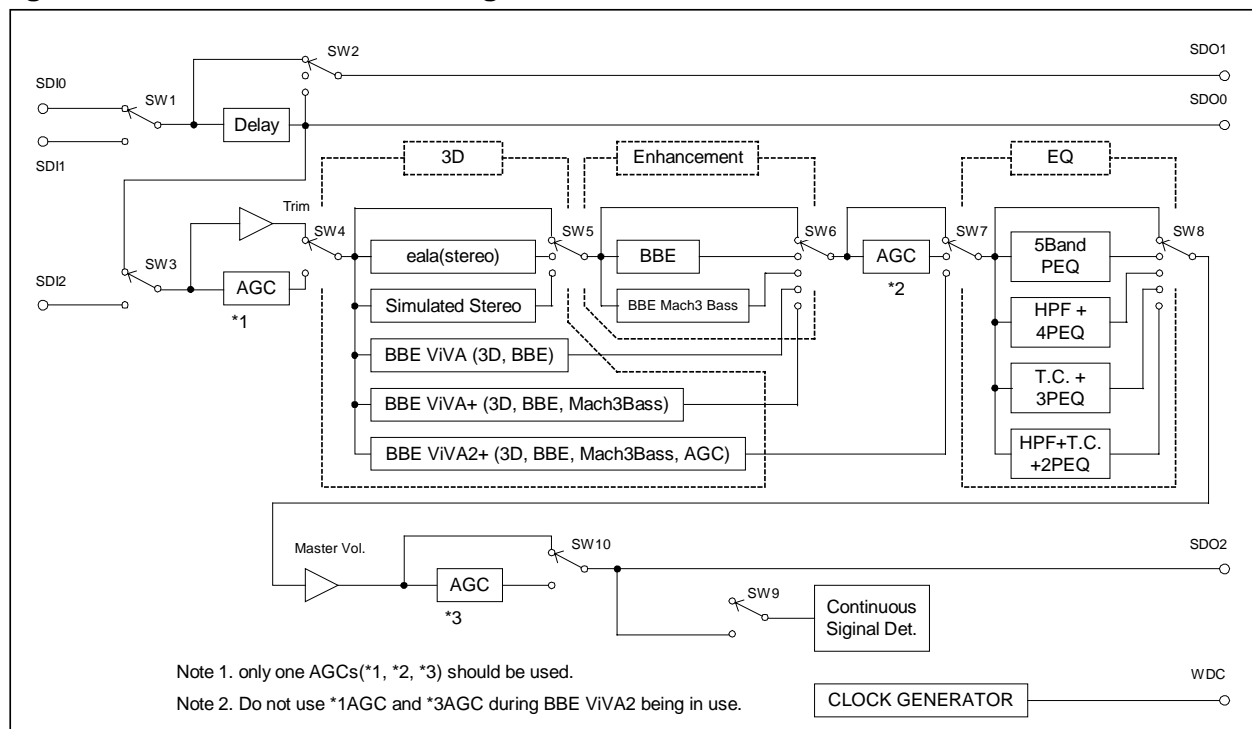 SW2
SDO1
SDI0
SW1
SDO0
Delay
SDI1
3D
Enhancement
EQ
Trim
SW4
SW5
SW6
SW7
SW8
eala(stereo)
BBE
AGC
*2
5Band
PEQ
SW3
SDI2
AGC
*1
Simulated Stereo
BBE Mach3 Bass
HPF +
4PEQ
BBE ViVA (3D, BBE)
T.C. +
3PEQ
BBE ViVA+ (3D, BBE, Mach3Bass)
BBE ViVA2+ (3D, BBE, Mach3Bass, AGC)
HPF+T.C.
+2PEQ
Master Vol.
SW10
SDO2
AGC
*3
SW9
Continuous
Siginal Det.
Note 1. only one AGCs(*1, *2, *3) should be used.
Note 2. Do not use *1AGC and *3AGC during BBE ViVA2 being in use.
CLOCK GENERATOR
WDC